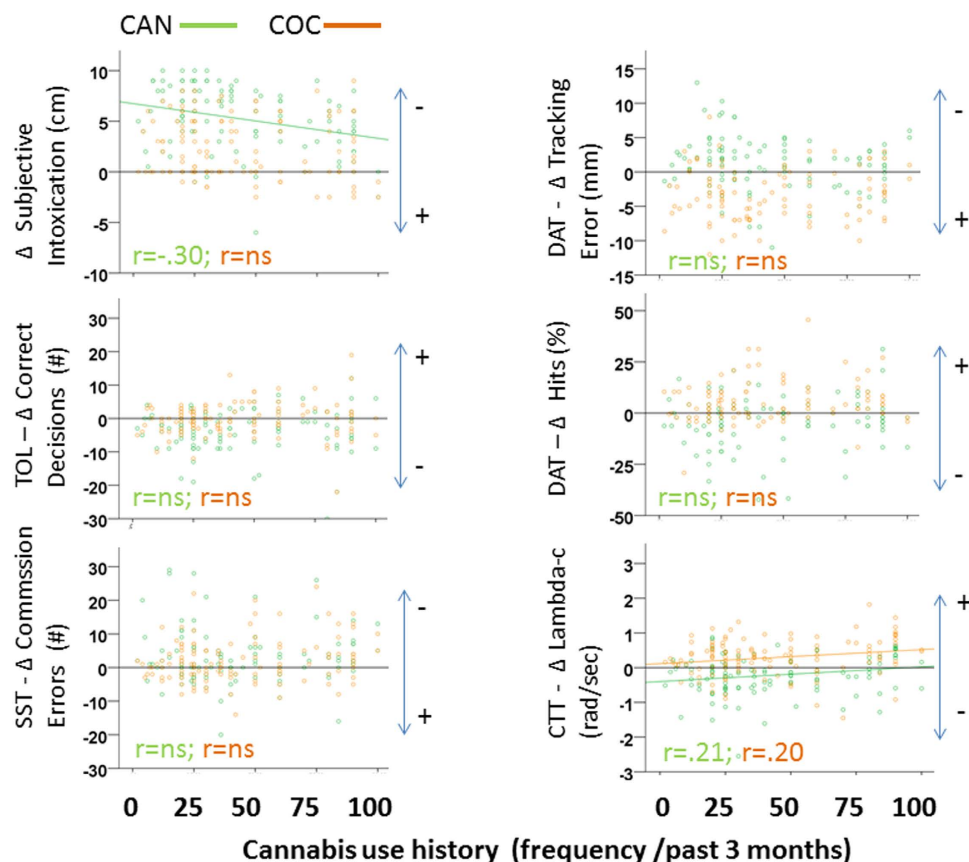 CAN COC
Δ Subjective
Intoxication (cm)
10
5
0
-5
-10
-
+
r=-.30; r=ns
DAT - Δ Tracking
Error (mm)
15
10
5
0
-5
-10
-15
-
+
r=ns; r=ns
TOL – Δ Correct
Decisions (#)
30
20
10
0
-10
-20
-30
+
-
r=ns; r=ns
DAT – Δ Hits (%)
50
25
0
-25
-50
+
-
r=ns; r=ns
SST - Δ Commssion
Errors (#)
30
20
10
0
-10
-20
-30
-
+
r=ns; r=ns
CTT - Δ Lambda-c
(rad/sec)
3
2
1
0
-1
-2
-3
+
-
r=.21; r=.20
0 25 50 75 100 0 25 50 75 100
Cannabis use history (frequency /past 3 months)